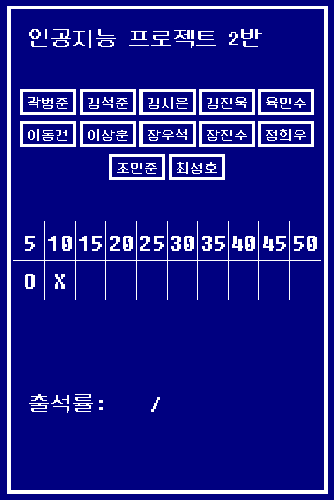 인공지능 프로젝트 2반
곽범준 김석준 김시은 김진욱 육민수
이동건 이상훈 장우석 장진수 정희우
조민준 최성호
5 10 15 20 25 30 35 40 45 50
O X
출석률: /